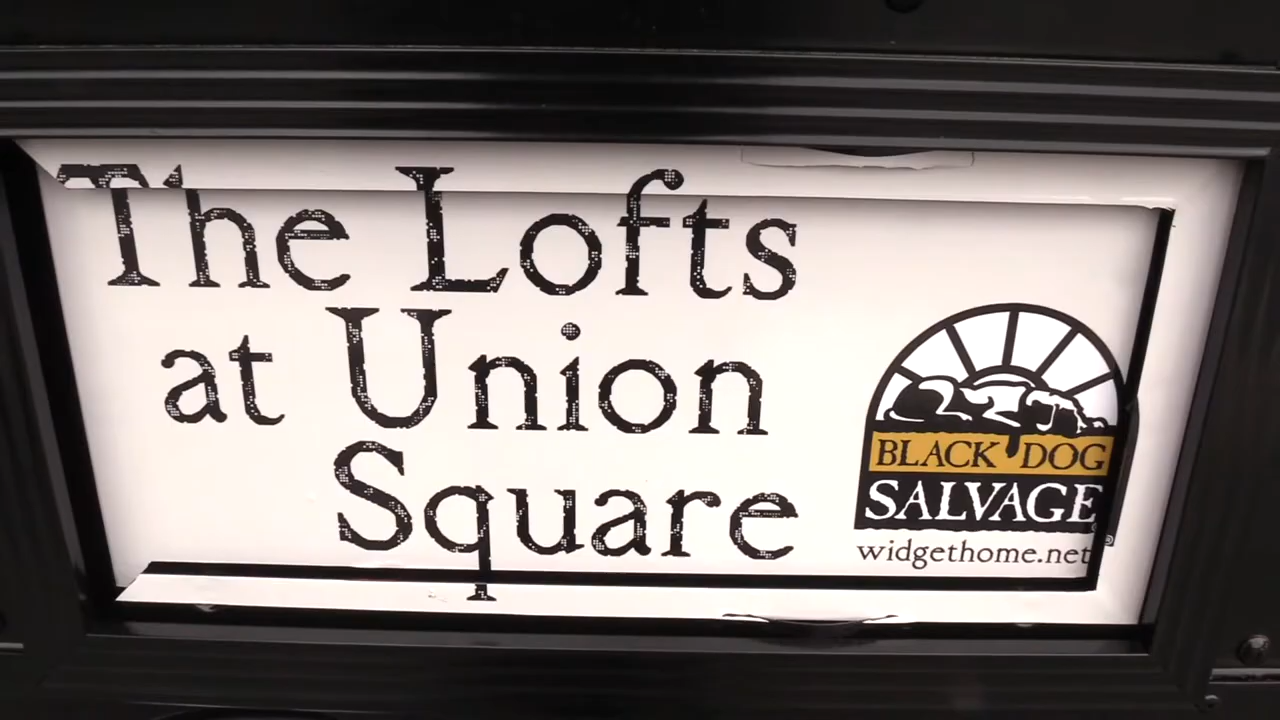 The Lofts
at Union
Square
BLACK DOG
SALVAGE
widgethome.net